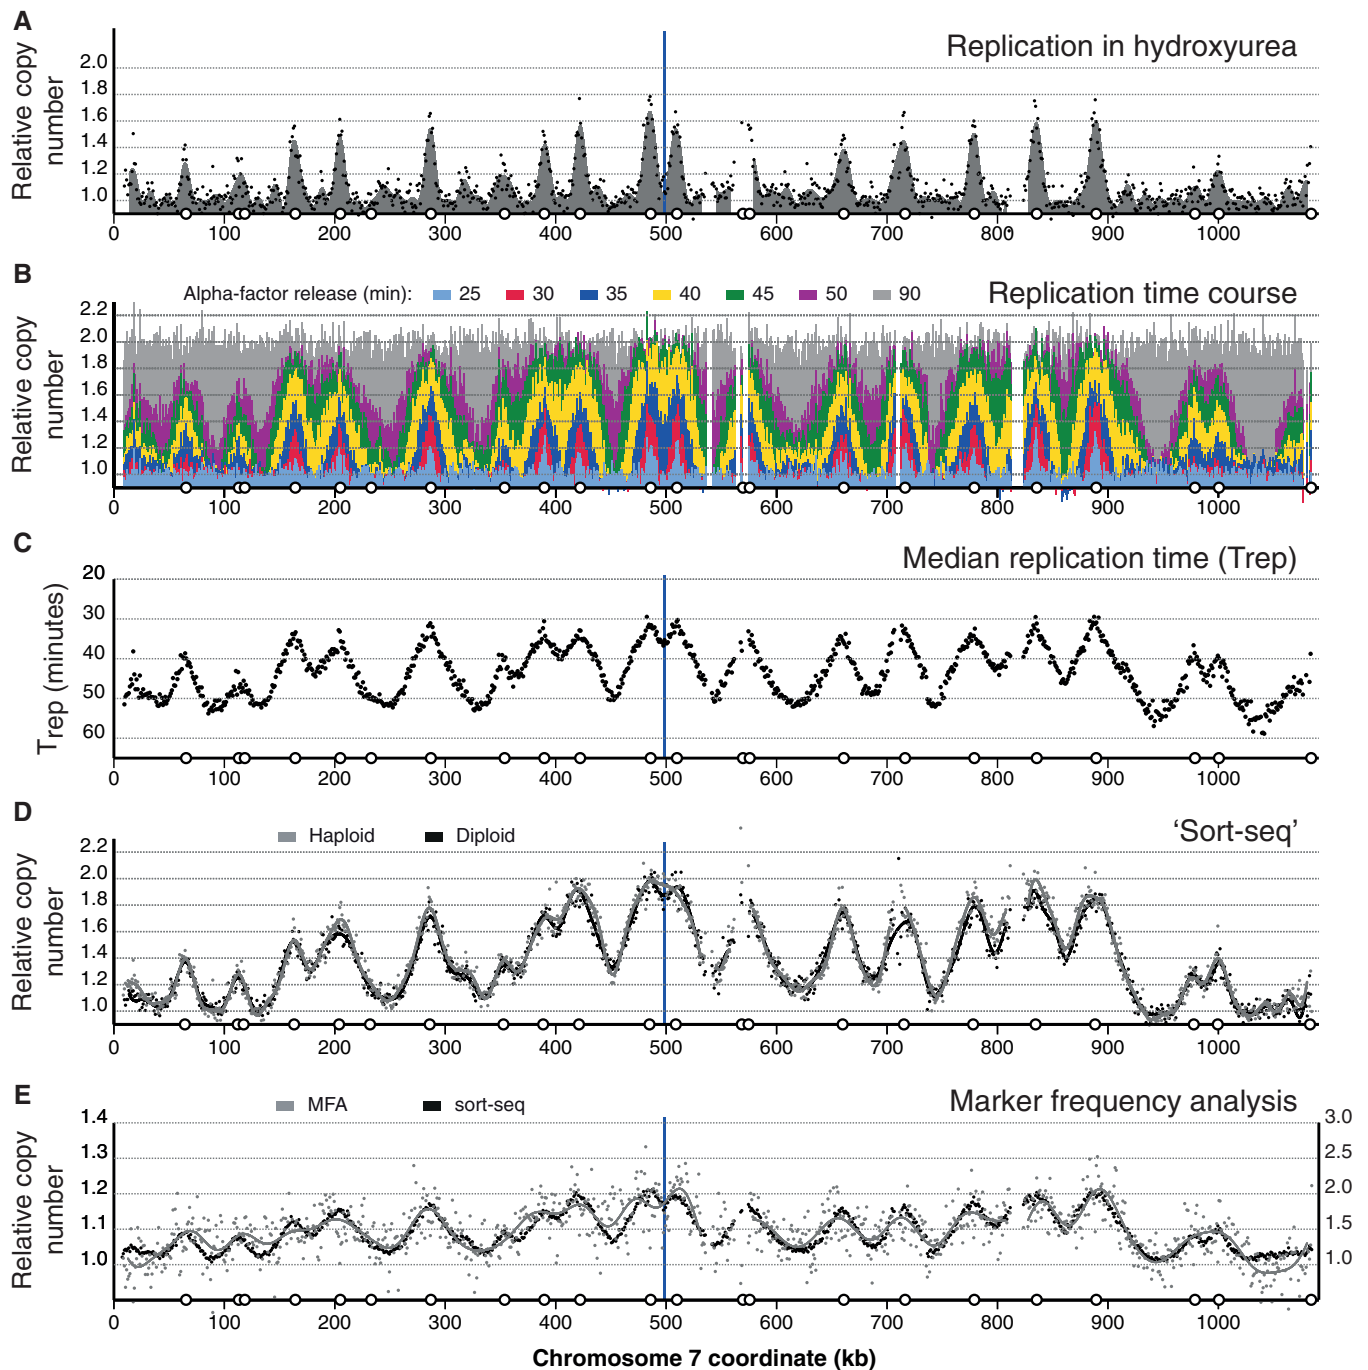 A
Replication in hydroxyurea
Relative copy
number
2.0
1.8
1.6
1.4
1.2
1.0
0 100 200 300 400 500 600 700 800 900 1000
B
Alpha-factor release (min): 25 30 35 40 45 50 90
Replication time course
Relative copy
number
2.2
2.0
1.8
1.6
1.4
1.2
1.0
0 100 200 300 400 500 600 700 800 900 1000
C
Median replication time (Trep)
Trep (minutes)
20
30
40
50
60
0 100 200 300 400 500 600 700 800 900 1000
D
Haploid Diploid
‘Sort-seq’
Relative copy
number
2.2
2.0
1.8
1.6
1.4
1.2
1.0
0 100 200 300 400 500 600 700 800 900 1000
E
MFA sort-seq
Marker frequency analysis
Relative copy
number
1.4 3.0
1.3 2.5
1.2 2.0
1.1 1.5
1.0 1.0
0 100 200 300 400 500 600 700 800 900 1000
Chromosome 7 coordinate (kb)